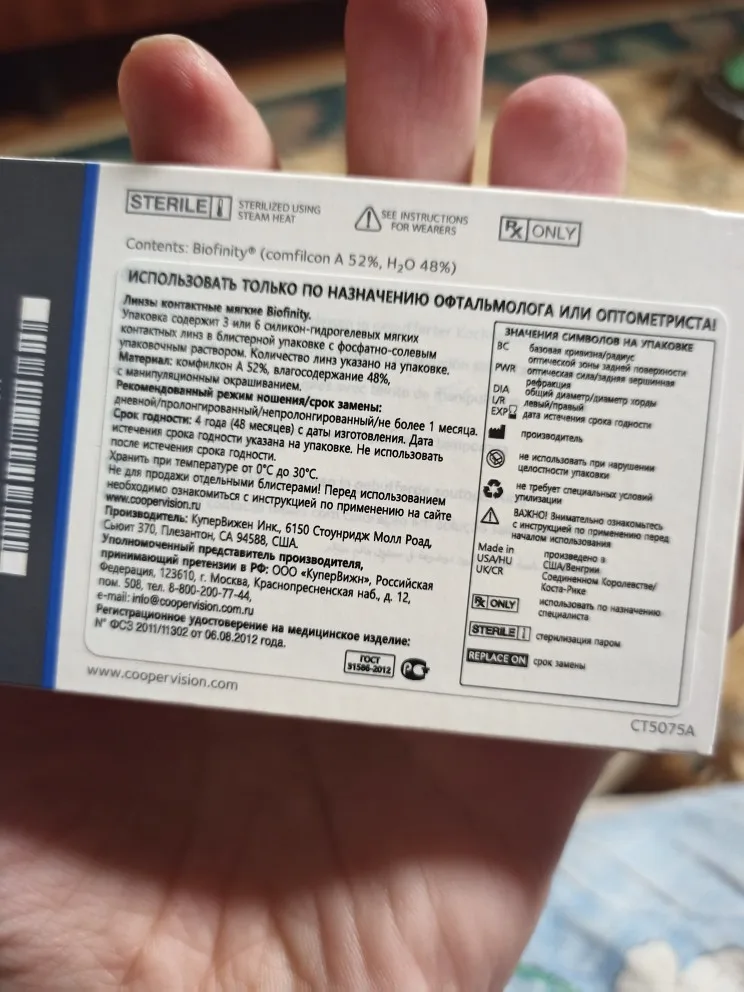 STERILE STERILIZED USING
STEAM HEAT
SEE INSTRUCTIONS
FOR WEARERS
Rx ONLY
Contents: Biofinity® (comfilcon A 52%, H₂O 48%)
ИСПОЛЬЗОВАТЬ ТОЛЬКО ПО НАЗНАЧЕНИЮ ОФТАЛЬМОЛОГА ИЛИ ОПТОМЕТРИСТА!
Линзы контактные мягкие Biofinity.
Упаковка содержит 3 или 6 силикон-гидрогелевых мягких
контактных линз в блистерной упаковке с фосфатно-солевым
упаковочным раствором. Количество линз указано на упаковке.
Материал: комфилкон А 52%, влагосодержание 48%,
с манипуляционным окрашиванием.
Рекомендованный режим ношения/срок замены:
дневной/пролонгированный/непролонгированный/не более 1 месяца.
Срок годности: 4 года (48 месяцев) с даты изготовления. Дата
истечения срока годности указана на упаковке. Не использовать
после истечения срока годности.
Хранить при температуре от 0°С до 30°С.
Не для продажи отдельными блистерами! Перед использованием
необходимо ознакомиться с инструкцией по применению на сайте
www.coopervision.ru
Производитель: КуперВижен Инк., 6150 Стоунридж Молл Роад,
Сьюит 370, Плезантон, СА 94588, США.
Уполномоченный представитель производителя,
принимающий претензии в РФ: ООО «КуперВижн», Российская
Федерация, 123610, г. Москва, Краснопресненская наб., д. 12,
пом. 508, тел. 8-800-200-77-44,
e-mail: info@coopervision.com.ru
Регистрационное удостоверение на медицинское изделие:
N° ФСЗ 2011/11302 от 06.08.2012 года.
ГОСТ
31586-2012
www.coopervision.com
ЗНАЧЕНИЯ СИМВОЛОВ НА УПАКОВКЕ
BC базовая кривизна/радиус
оптической зоны задней поверхности
PWR оптическая сила/задняя вершинная
рефракция
DIA общий диаметр/диаметр хорды
L/R левый/правый
EXP дата истечения срока годности
производитель
не использовать при нарушении
целостности упаковки
не требует специальных условий
утилизации
ВАЖНО! Внимательно ознакомьтесь
с инструкцией по применению перед
началом использования
Made in произведено в
USA/HU США/Венгрии
UK/CR Соединенном Королевстве/
Коста-Рике
Rx ONLY использовать по назначению
специалиста
STERILE стерилизация паром
REPLACE ON срок замены
CT5075A